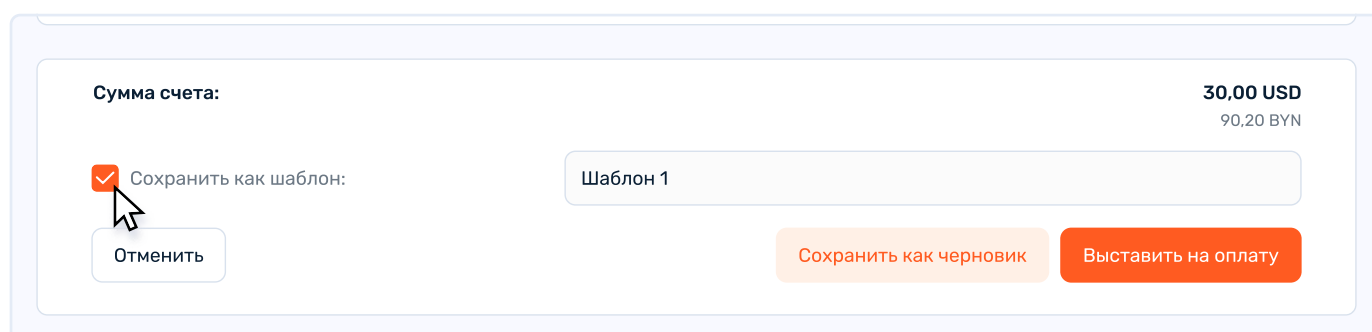 Сумма счета:
30,00 USD
90,20 BYN
Сохранить как шаблон:
Шаблон 1
Отменить
Сохранить как черновик
Выставить на оплату